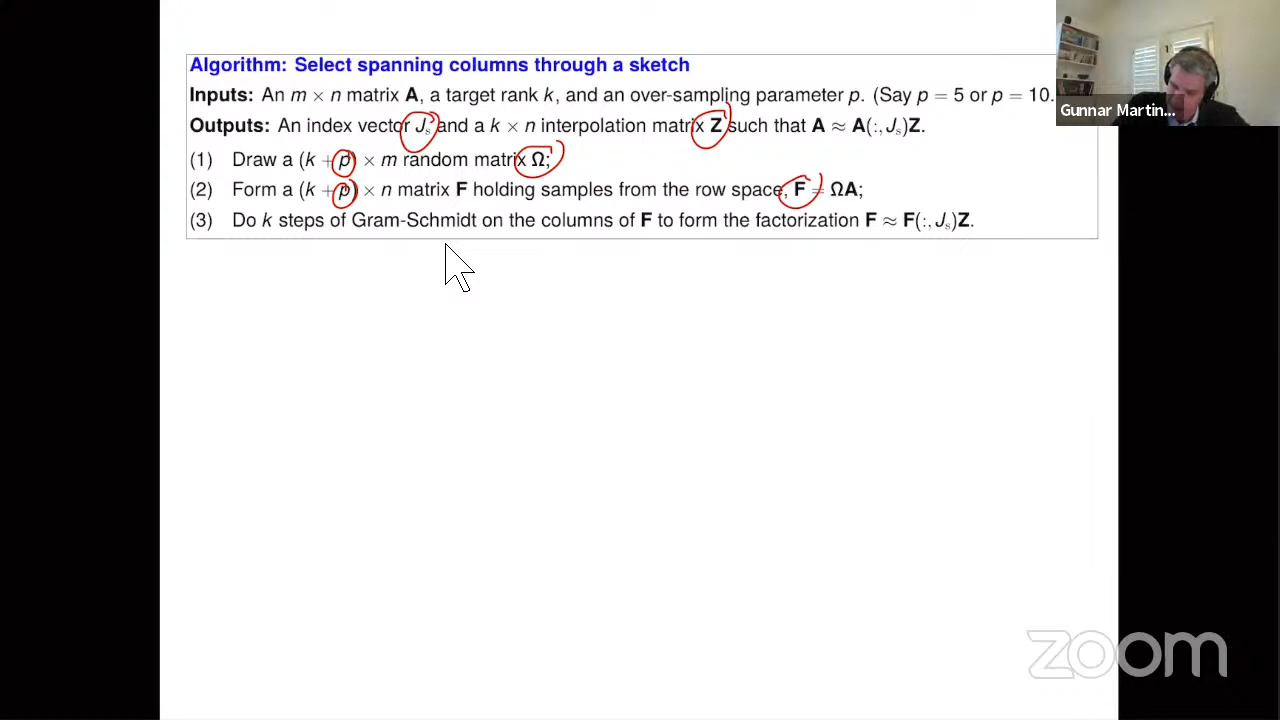 Algorithm: Select spanning columns through a sketch
Inputs: An m × n matrix A, a target rank k, and an over-sampling parameter p. (Say p = 5 or p = 10.
Outputs: An index vector Jₛ and a k × n interpolation matrix Z such that A ≈ A(:, Jₛ)Z.
(1) Draw a (k + p) × m random matrix Ω;
(2) Form a (k + p) × n matrix F holding samples from the row space, F = ΩA;
(3) Do k steps of Gram-Schmidt on the columns of F to form the factorization F ≈ F(:, Jₛ)Z.
Gunnar Martin...
zoom